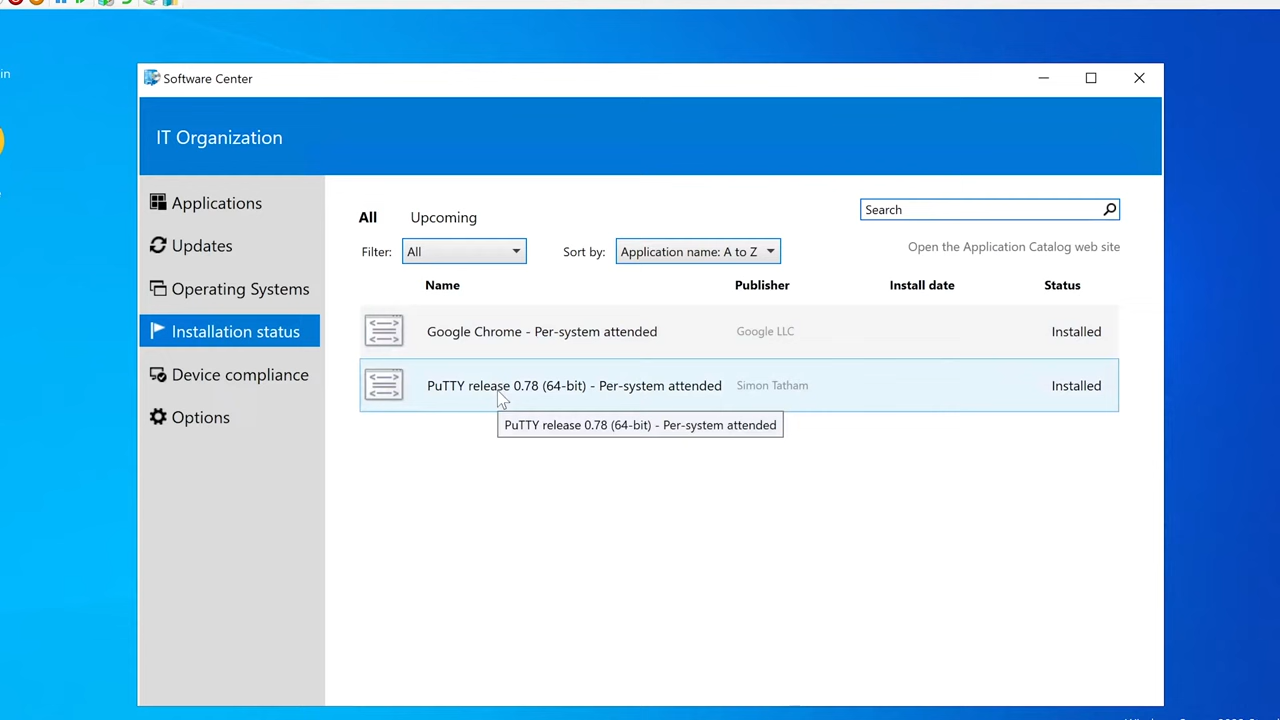 in
Software Center
IT Organization
Applications
Updates
Operating Systems
Installation status
Device compliance
Options
All Upcoming
Search
Filter: All Sort by: Application name: A to Z
Open the Application Catalog web site
Name Publisher Install date Status
Google Chrome - Per-system attended Google LLC Installed
PuTTY release 0.78 (64-bit) - Per-system attended Simon Tatham Installed
PuTTY release 0.78 (64-bit) - Per-system attended